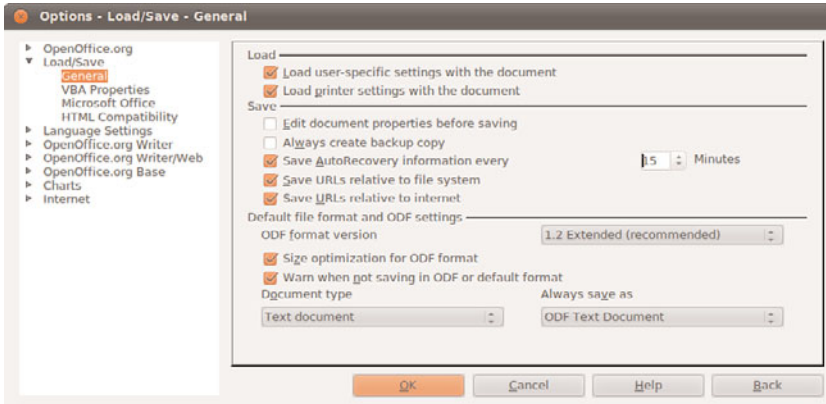 Options - Load/Save - General
OpenOffice.org
Load/Save
General
VBA Properties
Microsoft Office
HTML Compatibility
Language Settings
OpenOffice.org Writer
OpenOffice.org Writer/Web
OpenOffice.org Base
Charts
Internet
Load
Load user-specific settings with the document
Load printer settings with the document
Save
Edit document properties before saving
Always create backup copy
Save AutoRecovery information every 15 Minutes
Save URLs relative to file system
Save URLs relative to internet
Default file format and ODF settings
ODF format version 1.2 Extended (recommended)
Size optimization for ODF format
Warn when not saving in ODF or default format
Document type Always save as
Text document ODF Text Document
OK Cancel Help Back